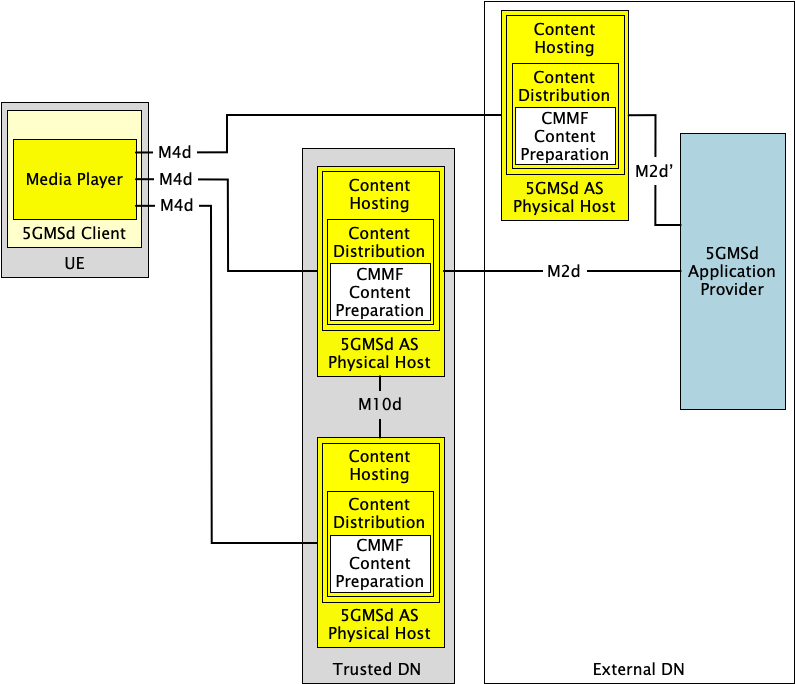 Media Player
5GMSd Client
UE
M4d
M4d
M4d
Content
Hosting
Content
Distribution
CMMF
Content
Preparation
5GMSd AS
Physical Host
M2d’
5GMSd
Application
Provider
Content
Hosting
Content
Distribution
CMMF
Content
Preparation
5GMSd AS
Physical Host
M2d
M10d
Content
Hosting
Content
Distribution
CMMF
Content
Preparation
5GMSd AS
Physical Host
Trusted DN
External DN